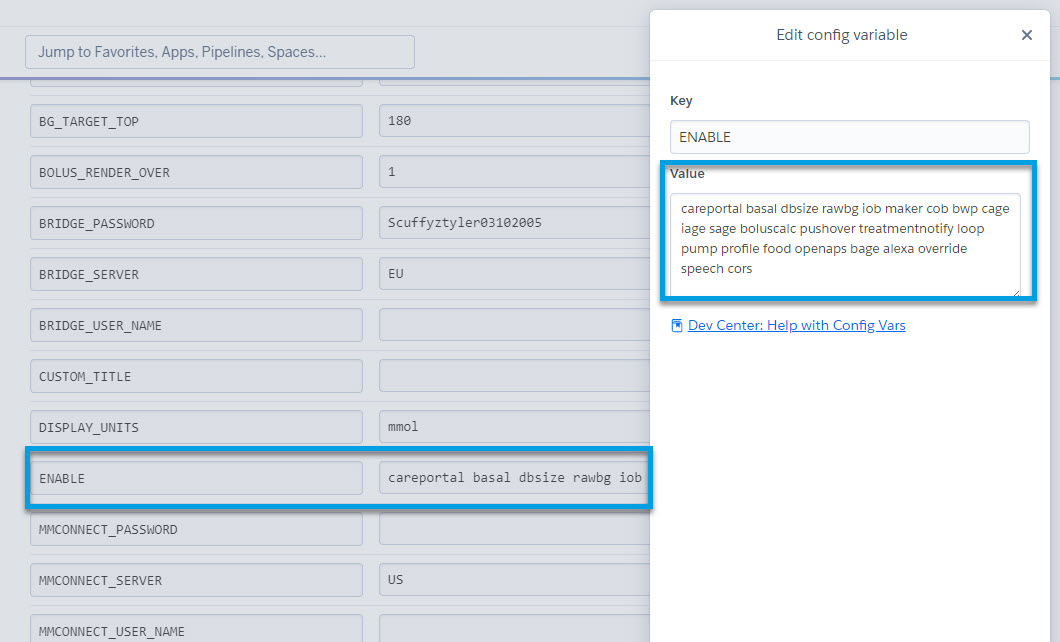 Jump to Favorites, Apps, Pipelines, Spaces...
BG_TARGET_TOP 180
BOLUS_RENDER_OVER 1
BRIDGE_PASSWORD Scuffyztyler03102005
BRIDGE_SERVER EU
BRIDGE_USER_NAME
CUSTOM_TITLE
DISPLAY_UNITS mmol
ENABLE careportal basal dbsize rawbg iob
MMCONNECT_PASSWORD
MMCONNECT_SERVER US
MMCONNECT_USER_NAME
Edit config variable
Key
ENABLE
Value
careportal basal dbsize rawbg iob maker cob bwp cage
iage sage boluscalc pushover treatmentnotify loop
pump profile food openaps bage alexa override
speech cors
Dev Center: Help with Config Vars